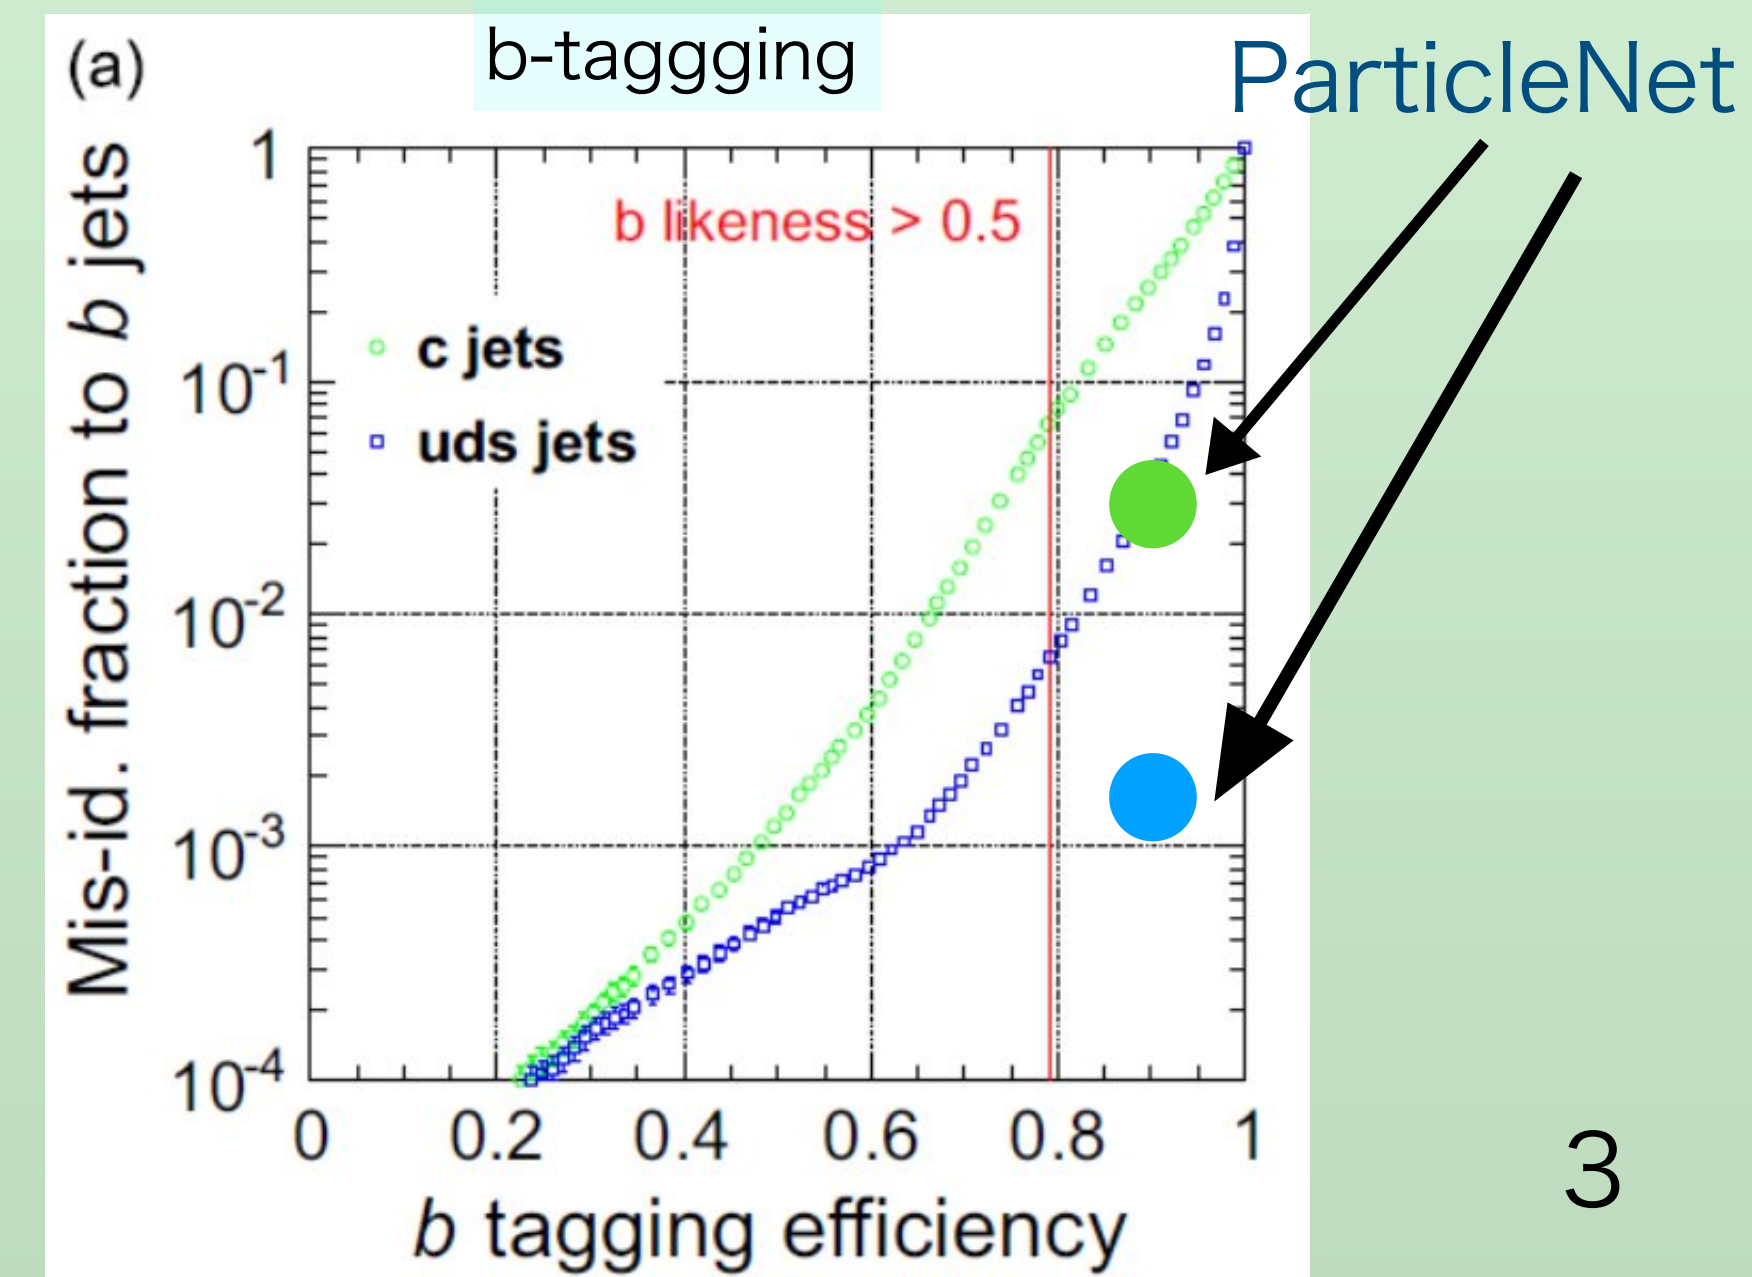 (a)
b-taggging
ParticleNet
Mis-id. fraction to b jets
1
10⁻¹
10⁻²
10⁻³
10⁻⁴
b likeness > 0.5
c jets
uds jets
0 0.2 0.4 0.6 0.8 1
b tagging efficiency
3